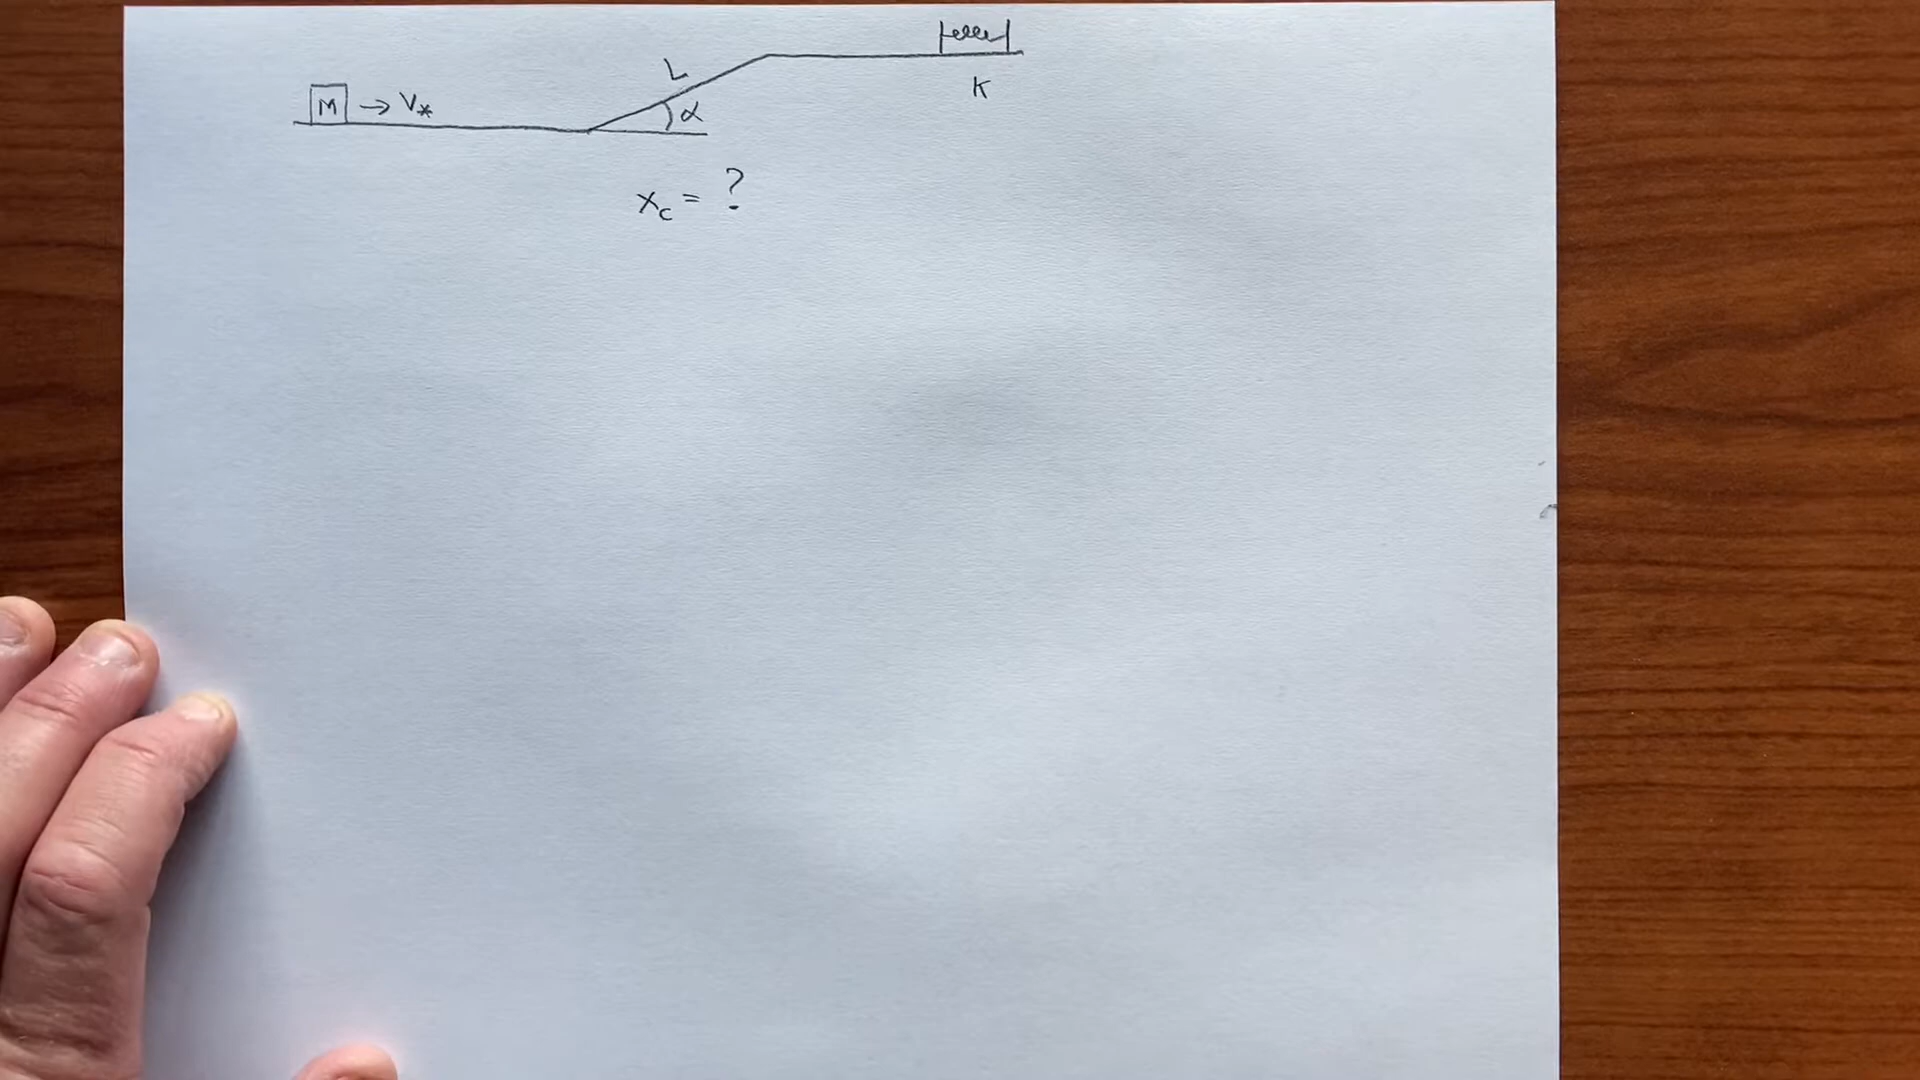 L
K
M → V*
α
x_c = ?